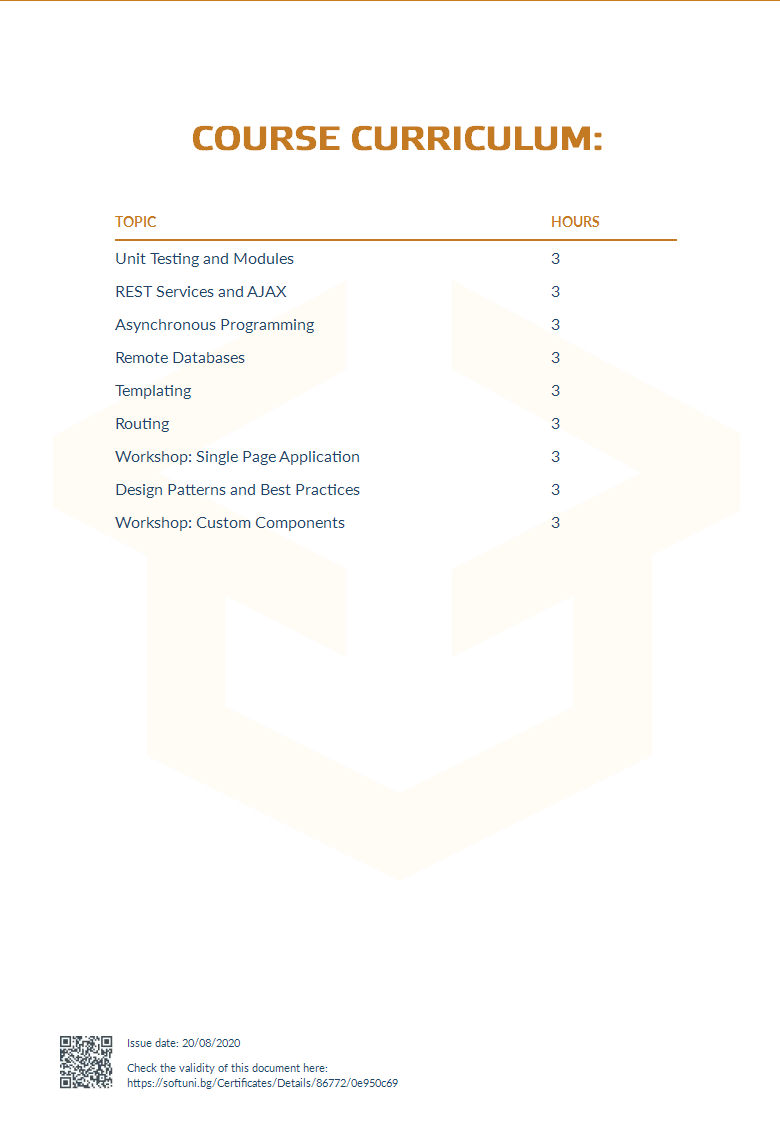 COURSE CURRICULUM:
TOPIC HOURS
Unit Testing and Modules 3
REST Services and AJAX 3
Asynchronous Programming 3
Remote Databases 3
Templating 3
Routing 3
Workshop: Single Page Application 3
Design Patterns and Best Practices 3
Workshop: Custom Components 3
Issue date: 20/08/2020
Check the validity of this document here:
https://softuni.bg/Certificates/Details/86772/0e950c69